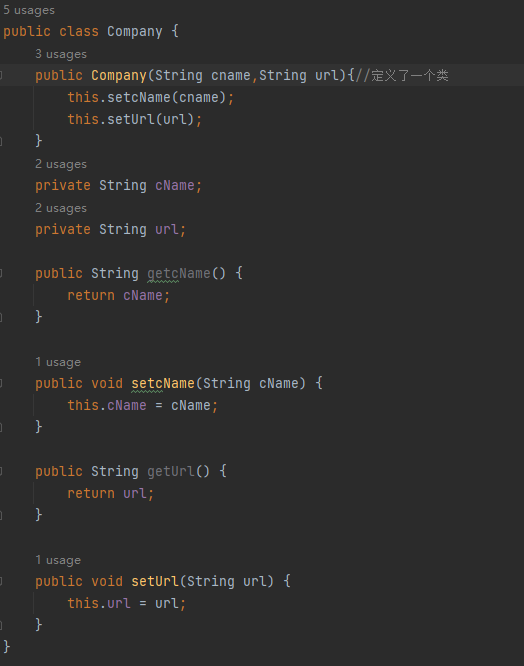 5 usages
public class Company {
3 usages
public Company(String cname,String url){//定义了一个类
this.setcName(cname);
this.setUrl(url);
}
2 usages
private String cName;
2 usages
private String url;
public String getcName() {
return cName;
}
1 usage
public void setcName(String cName) {
this.cName = cName;
}
public String getUrl() {
return url;
}
1 usage
public void setUrl(String url) {
this.url = url;
}
}